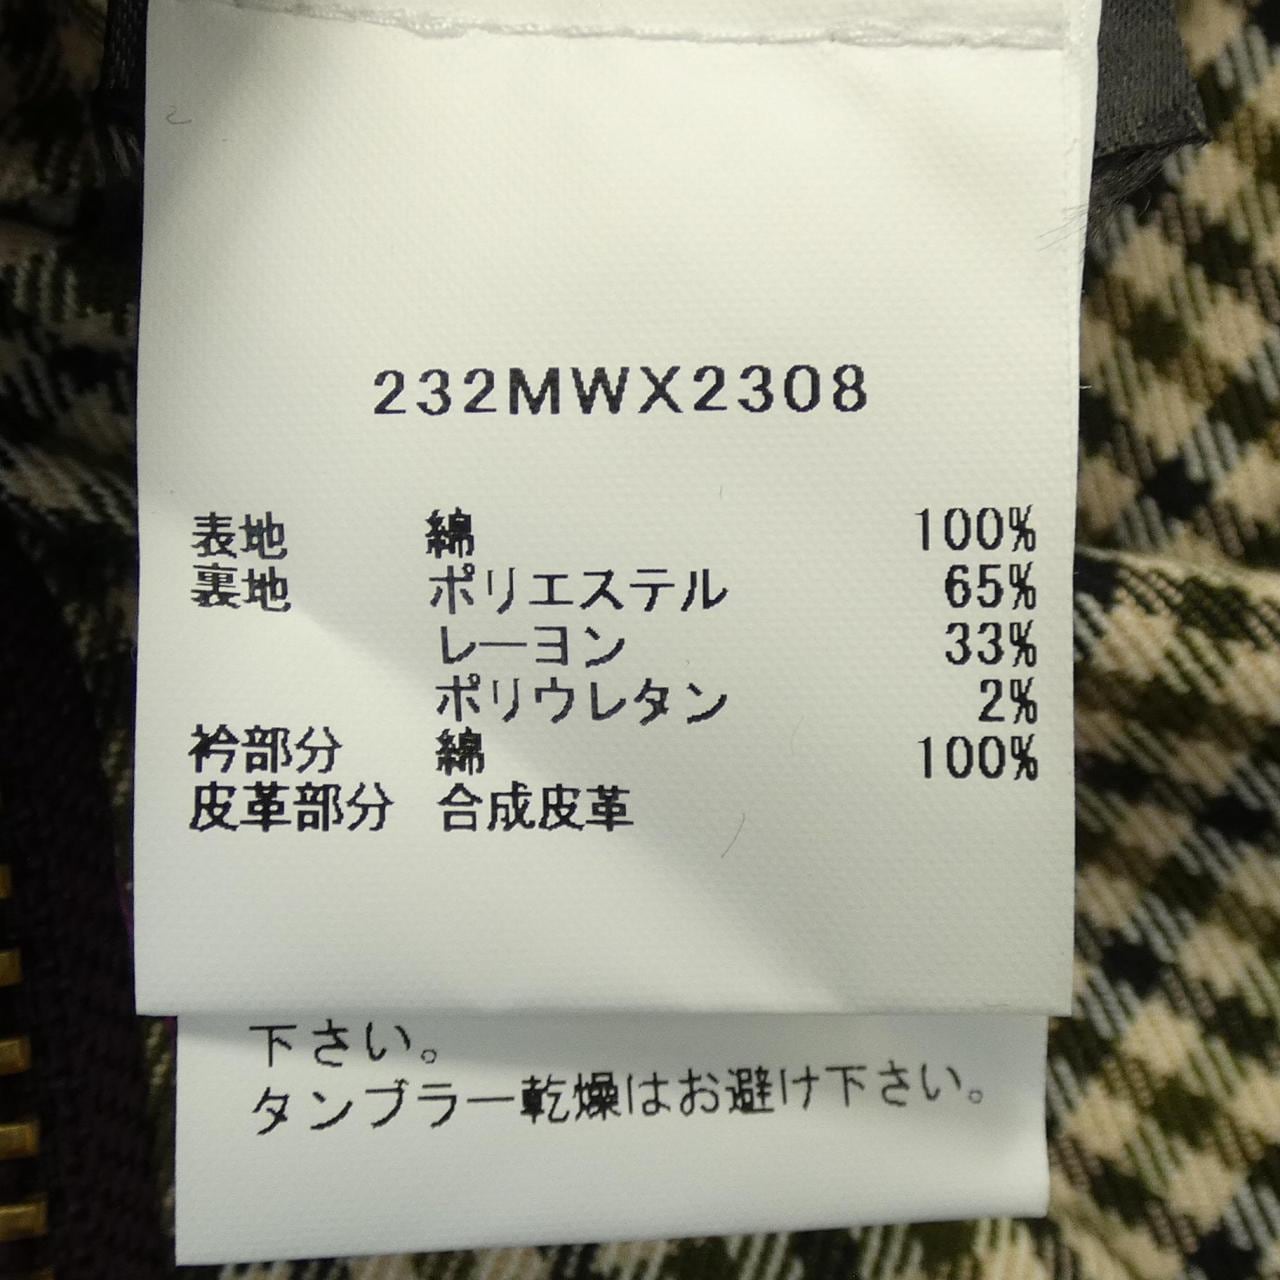 232MWX2308
表地 綿 100%
裏地 ポリエステル 65%
レーヨン 33%
ポリウレタン 2%
衿部分 綿 100%
皮革部分 合成皮革
下さい。
タンブラー乾燥はお避け下さい。